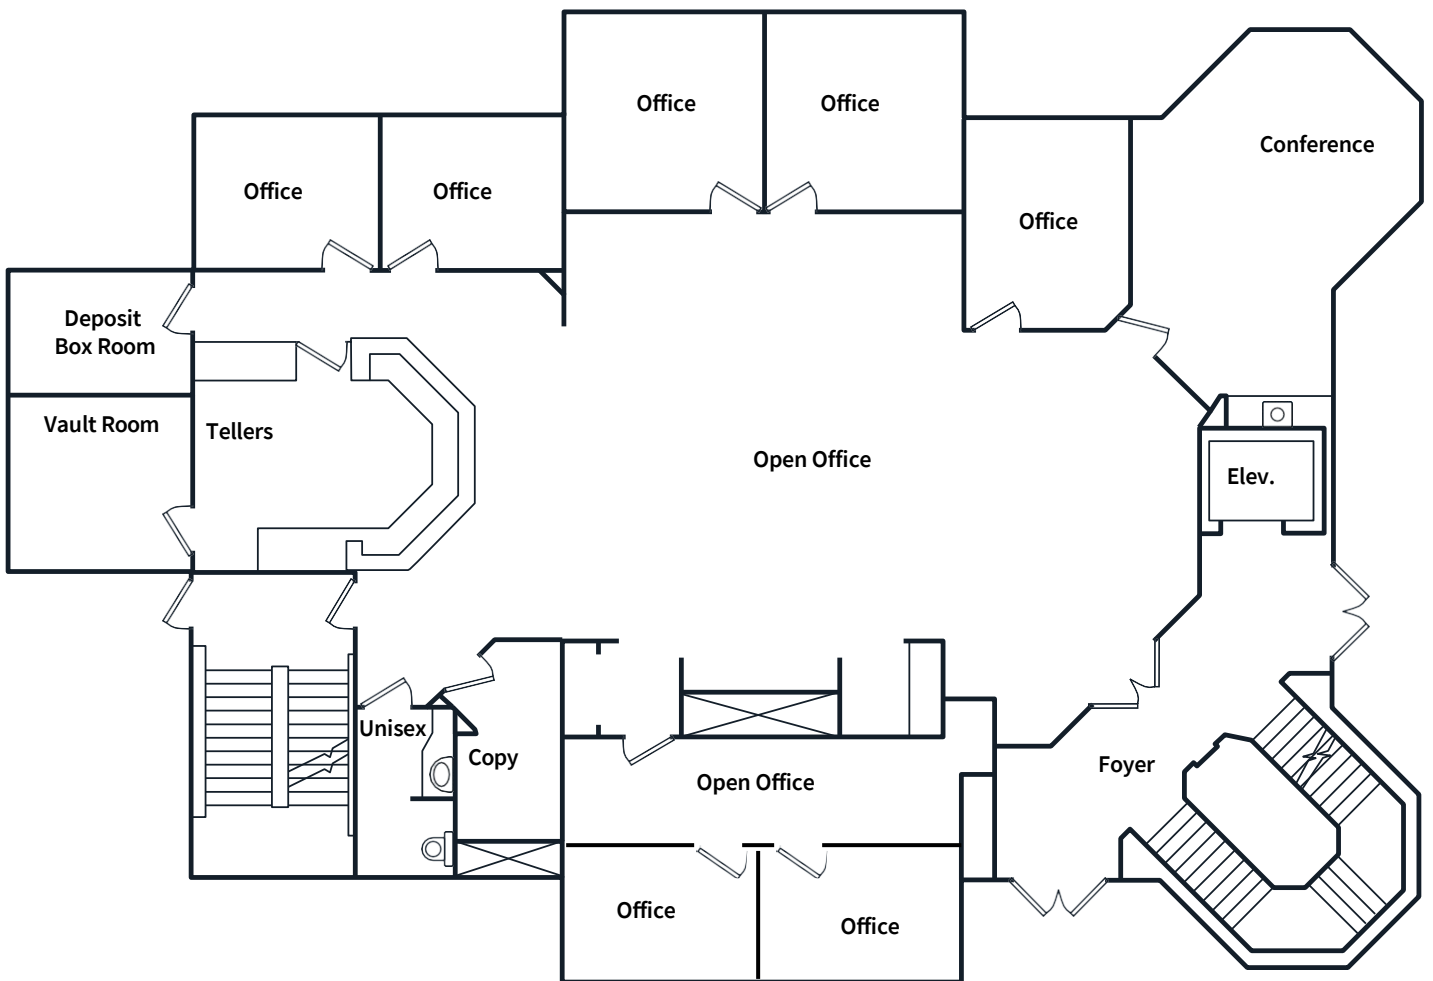 Office
Office
Conference
Office
Office
Office
Deposit
Box Room
Vault Room
Tellers
Open Office
Elev.
Unisex
Copy
Foyer
Open Office
Office
Office